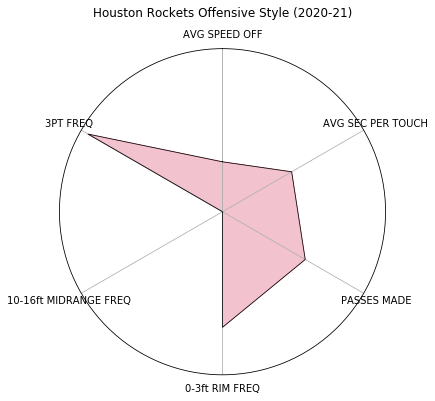 Houston Rockets Offensive Style (2020-21)
AVG SPEED OFF
3PT FREQ
AVG SEC PER TOUCH
10-16ft MIDRANGE FREQ
PASSES MADE
0-3ft RIM FREQ